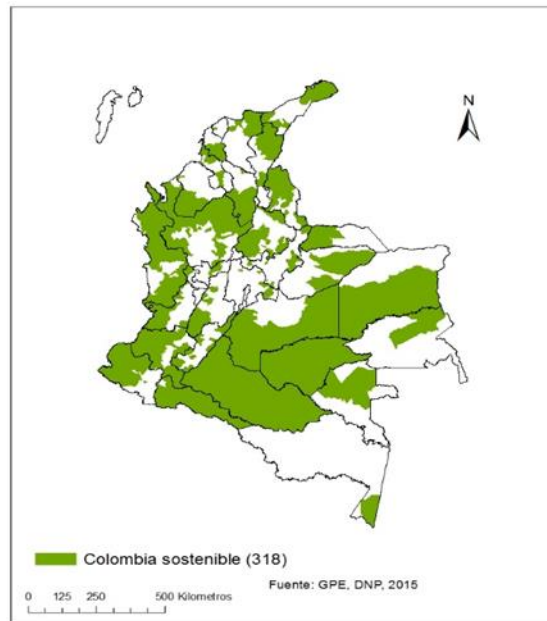 N
Colombia sostenible (318)
Fuente: GPE, DNP, 2015
0 125 250 500 Kilometros